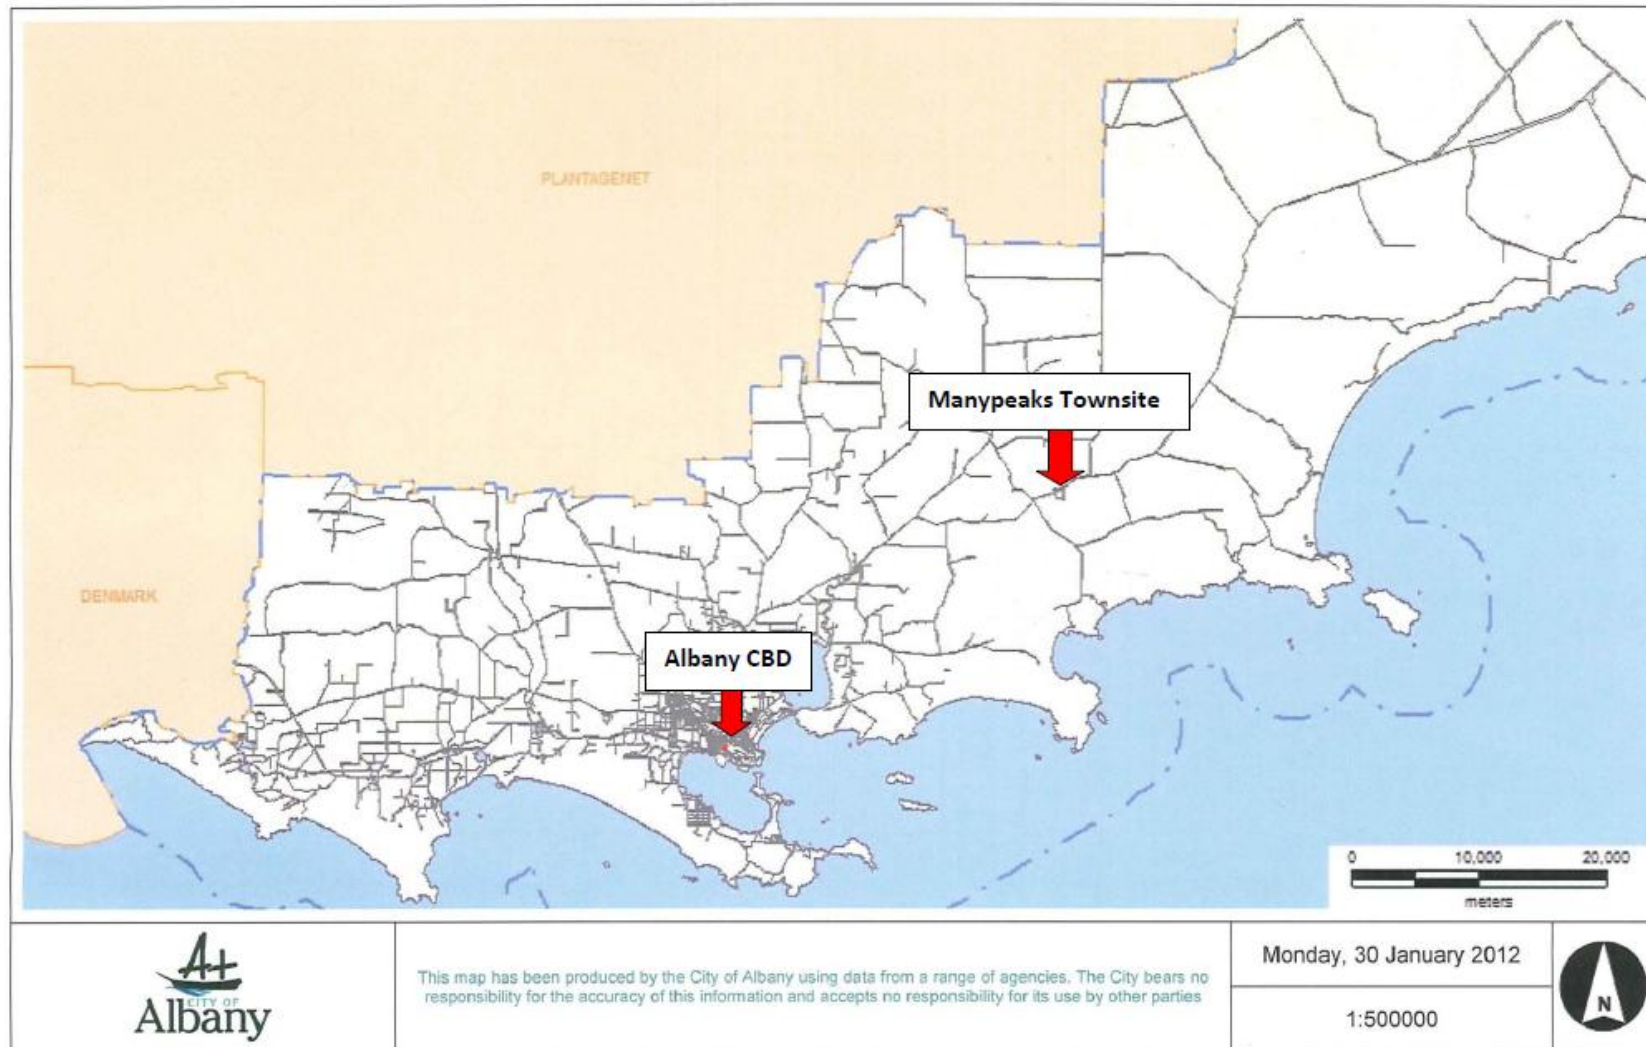 PLANTAGENET
Manypeaks Townsite
DENMARK
Albany CBD
0 10,000 20,000
meters
CITY OF
Albany
This map has been produced by the City of Albany using data from a range of agencies. The City bears no
responsibility for the accuracy of this information and accepts no responsibility for its use by other parties
Monday, 30 January 2012
1:500000
N